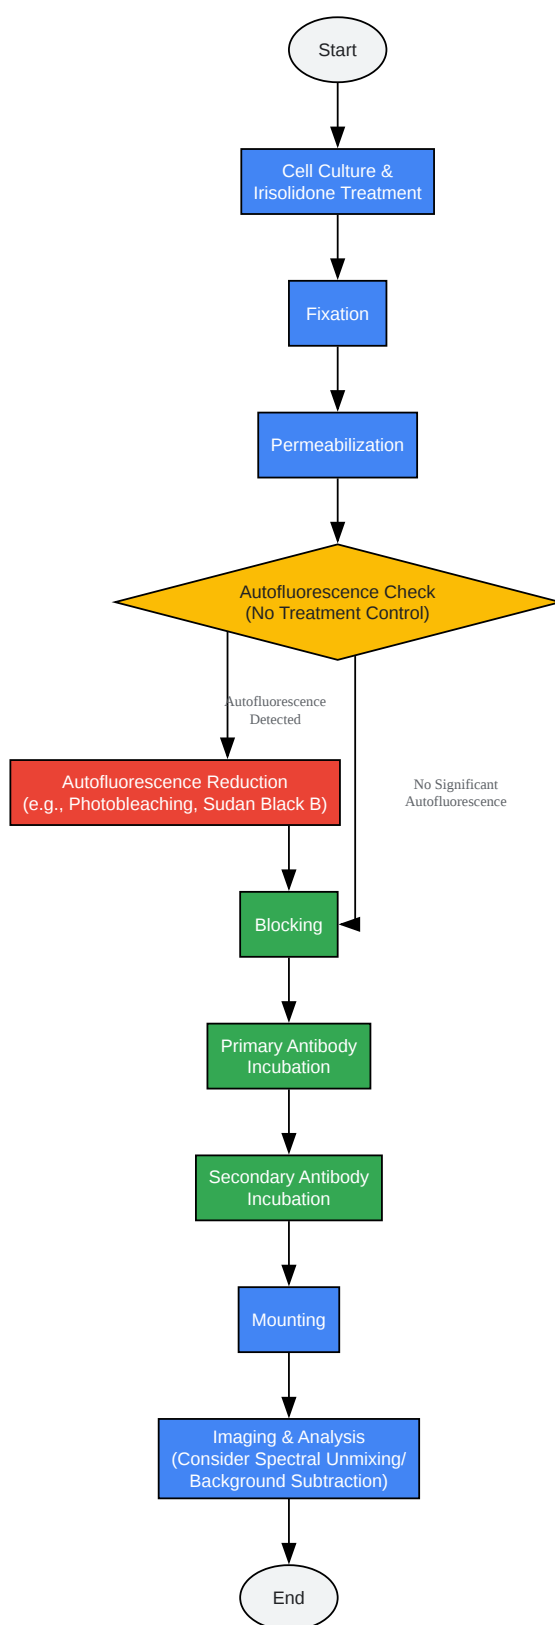 Start
Cell Culture &
Irisolidone Treatment
Fixation
Permeabilization
Autofluorescence Check
(No Treatment Control)
Autofluorescence
Detected
Autofluorescence Reduction
(e.g., Photobleaching, Sudan Black B)
No Significant
Autofluorescence
Blocking
Primary Antibody
Incubation
Secondary Antibody
Incubation
Mounting
Imaging & Analysis
(Consider Spectral Unmixing/
Background Subtraction)
End